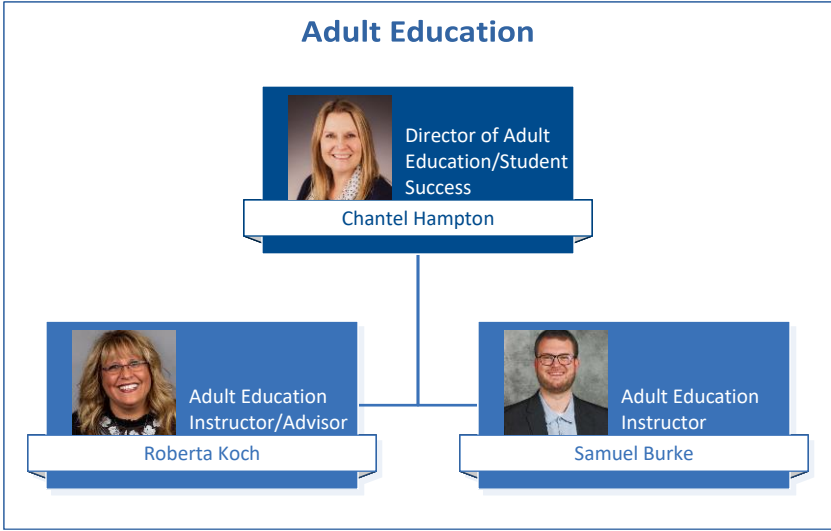 Adult Education
Director of Adult
Education/Student
Success
Chantel Hampton
Adult Education
Instructor/Advisor
Roberta Koch
Adult Education
Instructor
Samuel Burke